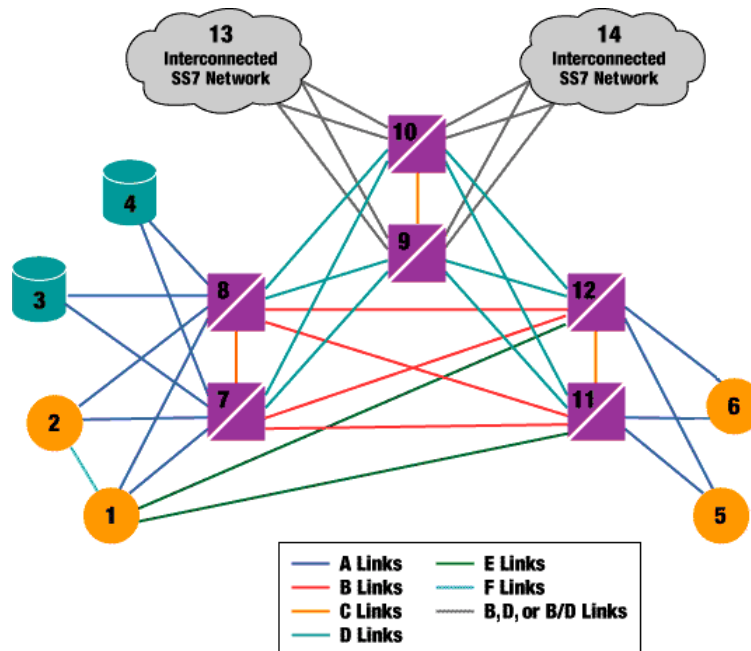 13
Interconnected
SS7 Network
14
Interconnected
SS7 Network
10
4
9
8
12
3
7
11
2
6
1
5
A Links
B Links
C Links
D Links
E Links
F Links
B,D, or B/D Links